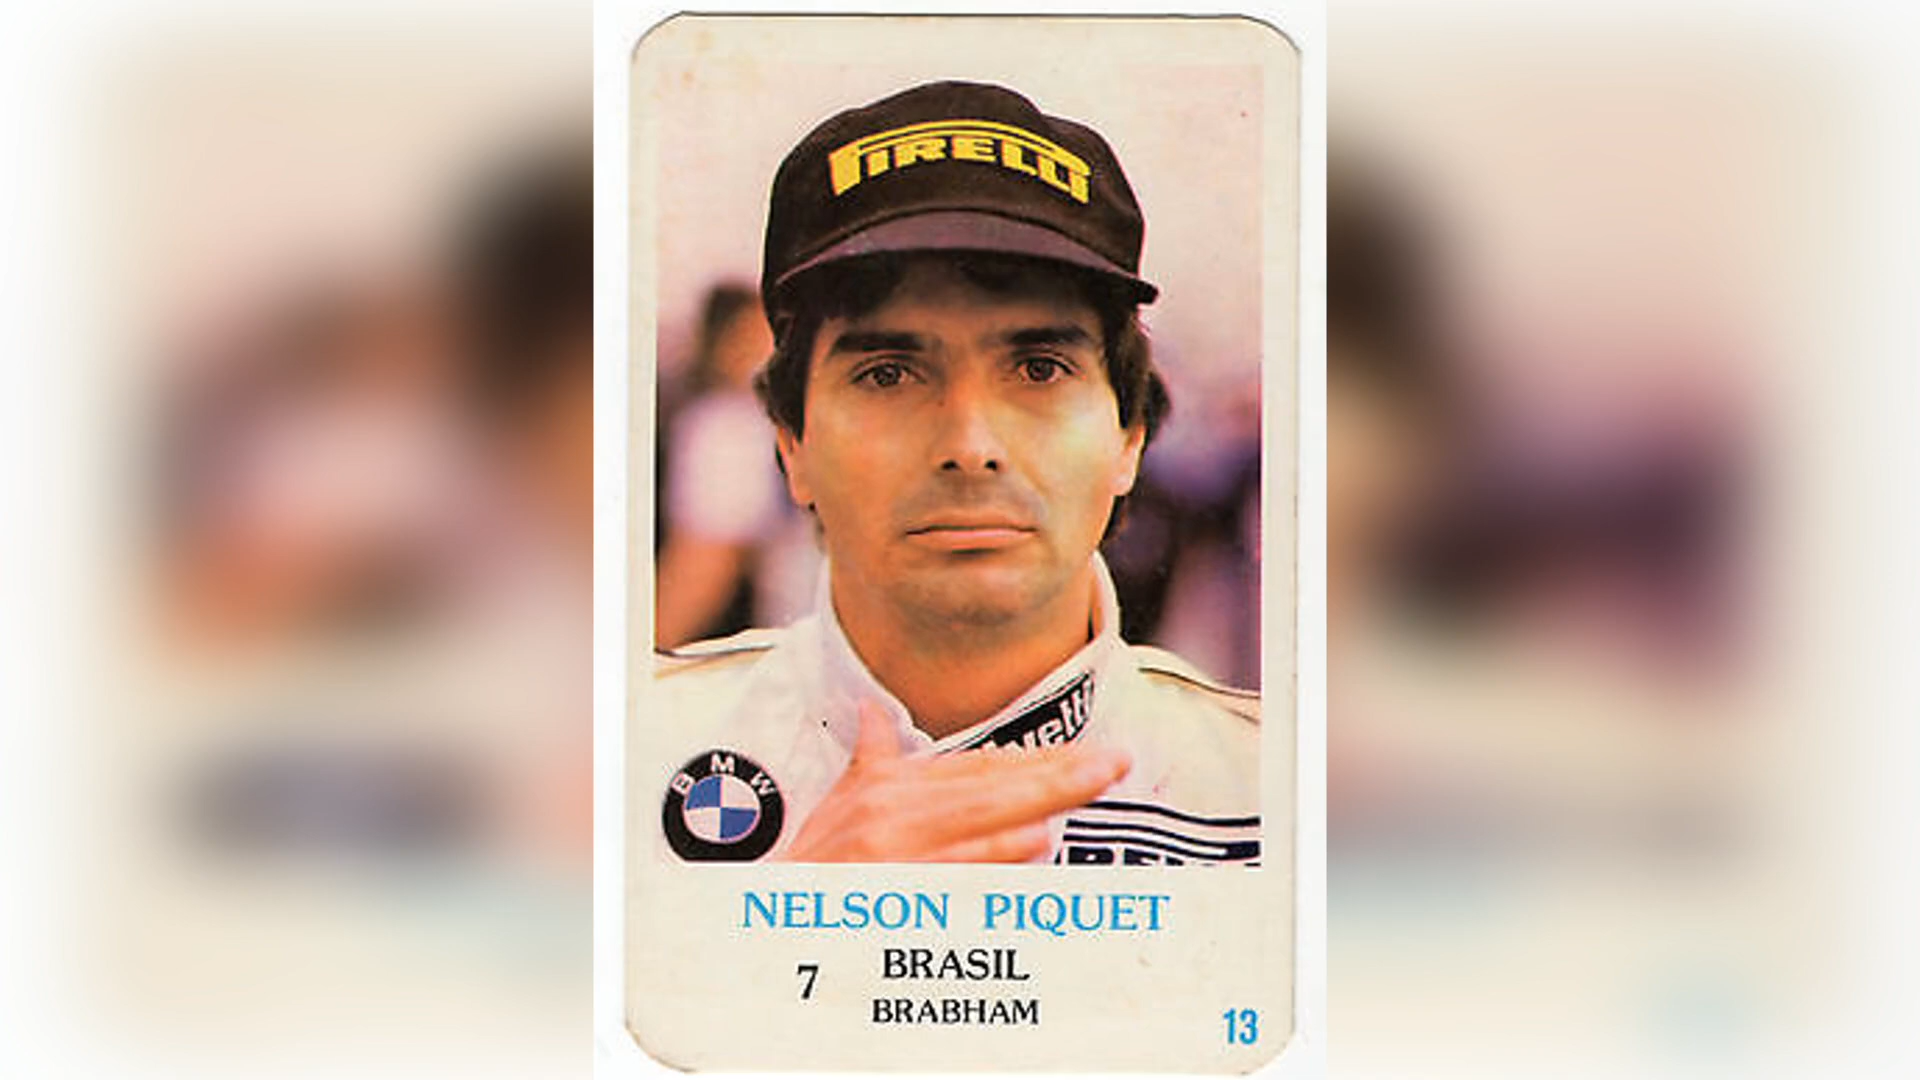 PIRELLI
BMW
NELSON PIQUET
7 BRASIL
BRABHAM
13